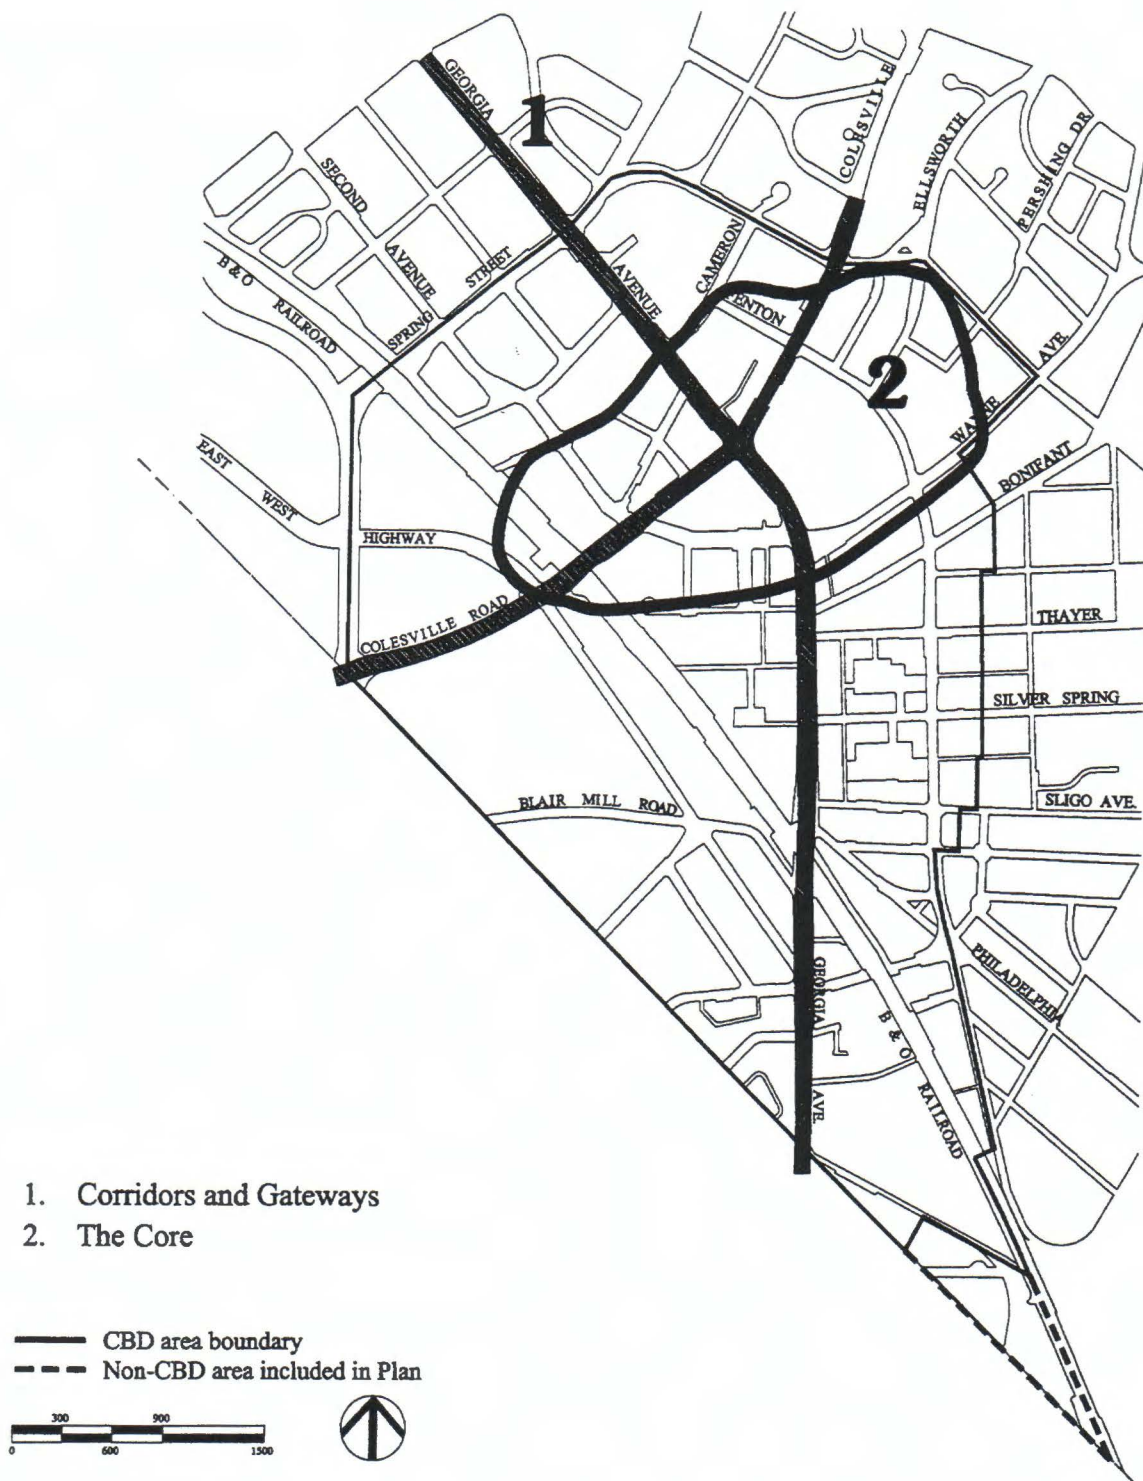 GEORGIA
1
COLESVILLE
ELLSWORTH
PERSHING DR.
SECOND
AVENUE
SPRING
STREET
AVENUE
CAMERON
FENTON
B & O
RAILROAD
2
AVE.
WAYNE
BONIFANT
EAST
WEST
HIGHWAY
COLESVILLE ROAD
THAYER
SILVER SPRING
BLAIR MILL ROAD
SLIGO AVE.
PHILADELPHIA
GEORGIA
AVE.
B & O
RAILROAD
1. Corridors and Gateways
2. The Core
CBD area boundary
Non-CBD area included in Plan
300 900
0 600 1500